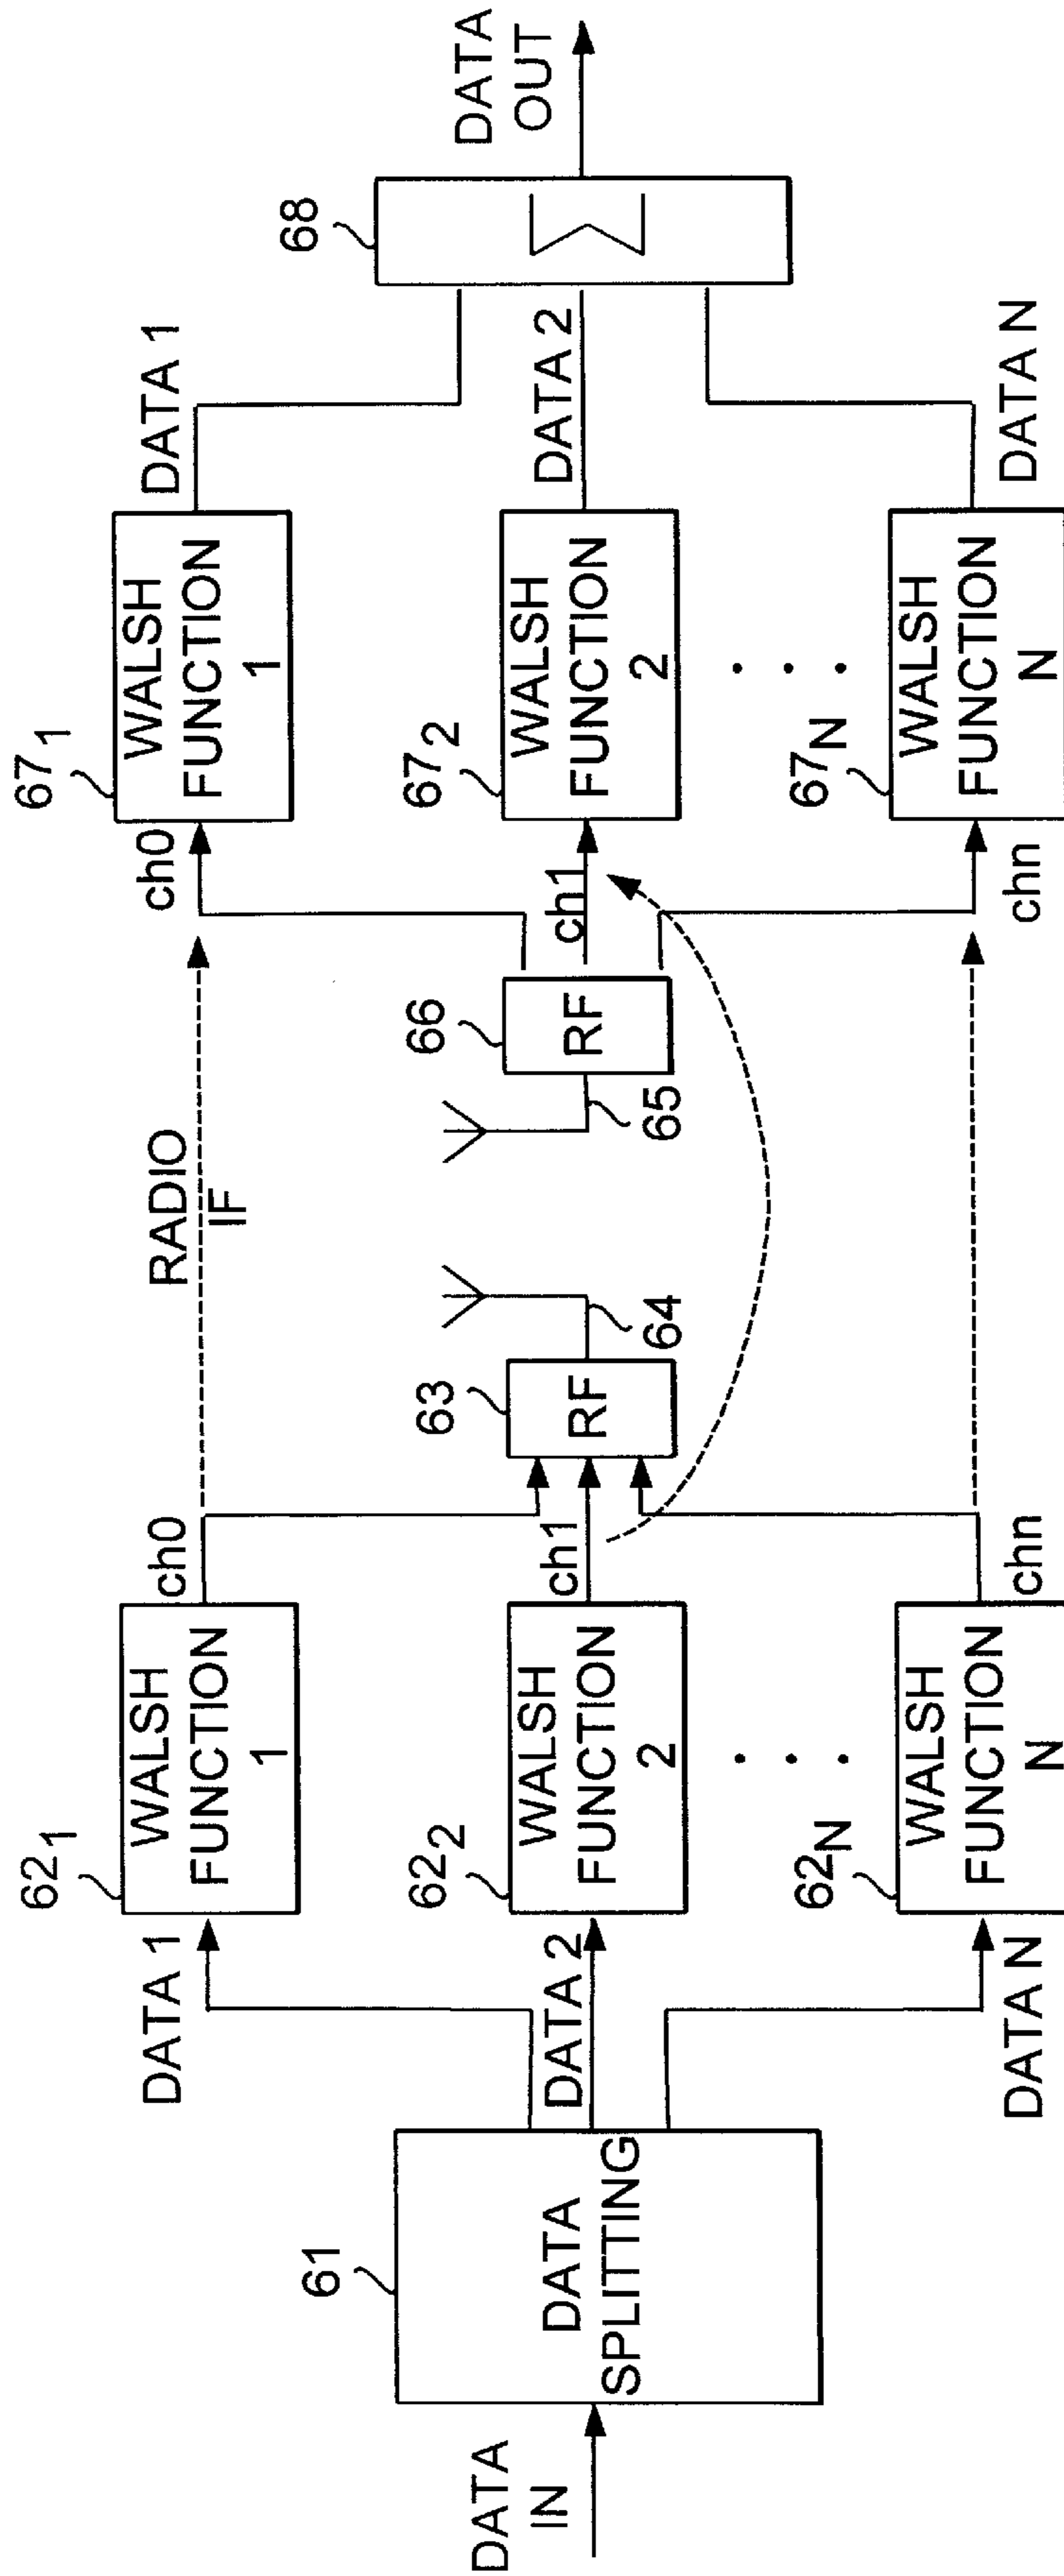 DATA
IN
61
DATA
SPLITTING
DATA 1
DATA 2
DATA N
62₁
WALSH
FUNCTION
1
62₂
WALSH
FUNCTION
2
62N
WALSH
FUNCTION
N
ch0
ch1
chn
63
RF
64
RADIO
IF
65
66
RF
ch0
ch1
chn
67₁
WALSH
FUNCTION
1
67₂
WALSH
FUNCTION
2
67N
WALSH
FUNCTION
N
DATA 1
DATA 2
DATA N
68
Σ
DATA
OUT